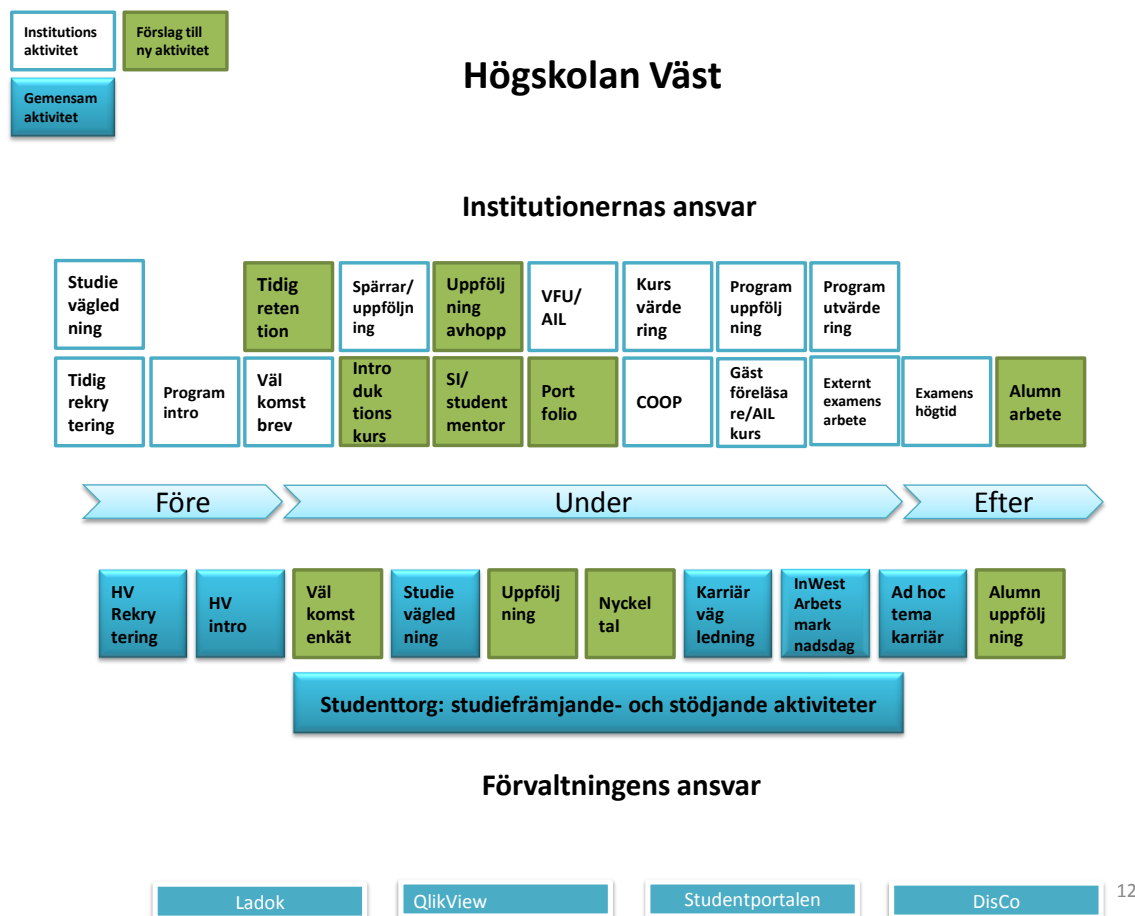 Institutions
aktivitet
Förslag till
ny aktivitet
Gemensam
aktivitet
Högskolan Väst
Institutionernas ansvar
Studie
vägled
ning
Tidig
reten
tion
Spärrar/
uppföljn
ing
Uppfölj
ning
avhopp
VFU/
AIL
Kurs
värde
ring
Program
uppfölj
ning
Program
utvärde
ring
Tidig
rekry
tering
Program
intro
Väl
komst
brev
Intro
duk
tions
kurs
SI/
student
mentor
Port
folio
COOP
Gäst
föreläsa
re/AIL
kurs
Externt
examens
arbete
Examens
högtid
Alumn
arbete
Före
Under
Efter
HV
Rekry
tering
HV
intro
Väl
komst
enkät
Studie
vägled
ning
Uppfölj
ning
Nyckel
tal
Karriär
väg
ledning
InWest
Arbets
mark
nadsdag
Ad hoc
tema
karriär
Alumn
uppfölj
ning
Studenttorg: studiefrämjande- och stödjande aktiviteter
Förvaltningens ansvar
Ladok
QlikView
Studentportalen
DisCo
12